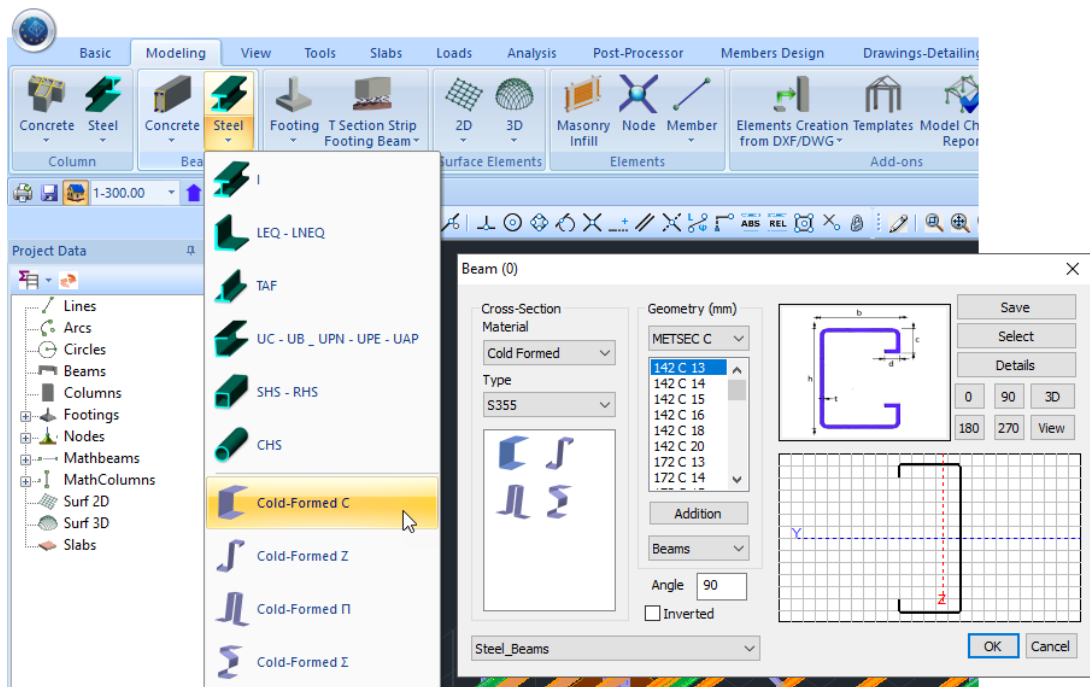 Basic Modeling View Tools Slabs Loads Analysis Post-Processor Members Design Drawings-Detailing
Concrete Steel Concrete Steel Footing T Section Strip Footing Beam 2D 3D Masonry Infill Node Member Elements Creation from DXF/DWG Templates Model Ch
Repor
Column Bea Surface Elements Elements Add-ons
1-300.00
ABS REL
Project Data
Lines
Arcs
Circles
Beams
Columns
Footings
Nodes
Mathbeams
MathColumns
Surf 2D
Surf 3D
Slabs
I
LEQ - LNEQ
TAF
UC - UB _ UPN - UPE - UAP
SHS - RHS
CHS
Cold-Formed C
Cold-Formed Z
Cold-Formed Π
Cold-Formed Σ
Beam (0)
Cross-Section
Material
Cold Formed
Type
S355
Geometry (mm)
METSEC C
142 C 13
142 C 14
142 C 15
142 C 16
142 C 18
142 C 20
172 C 13
172 C 14
Addition
Beams
Angle 90
Inverted
Steel_Beams
b
c
d
h
t
Save
Select
Details
0 90 3D
180 270 View
Y
Z
OK Cancel